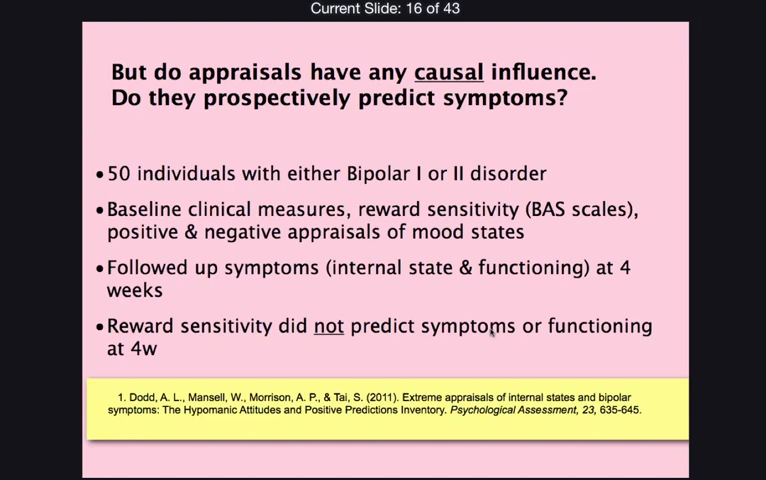 Current Slide: 16 of 43
But do appraisals have any causal influence.
Do they prospectively predict symptoms?
•50 individuals with either Bipolar I or II disorder
•Baseline clinical measures, reward sensitivity (BAS scales),
positive & negative appraisals of mood states
•Followed up symptoms (internal state & functioning) at 4
weeks
•Reward sensitivity did not predict symptoms or functioning
at 4w
1. Dodd, A. L., Mansell, W., Morrison, A. P., & Tai, S. (2011). Extreme appraisals of internal states and bipolar
symptoms: The Hypomanic Attitudes and Positive Predictions Inventory. Psychological Assessment, 23, 635-645.